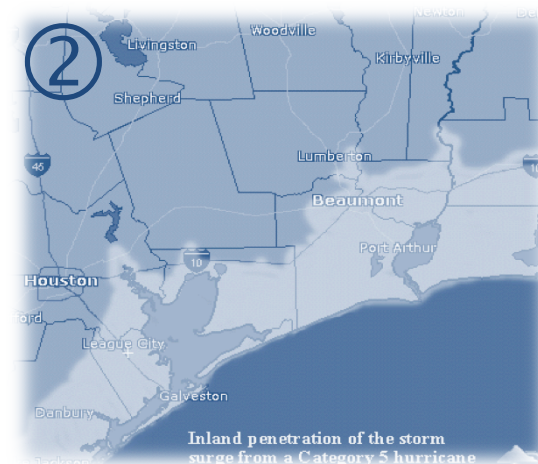 Newton
2
Woodville
Livingston
Kirbyville
Shepherd
Lumberton
45
10
Beaumont
Port Arthur
10
Houston
League City
Galveston
Danbury
Inland penetration of the storm
surge from a Category 5 hurricane